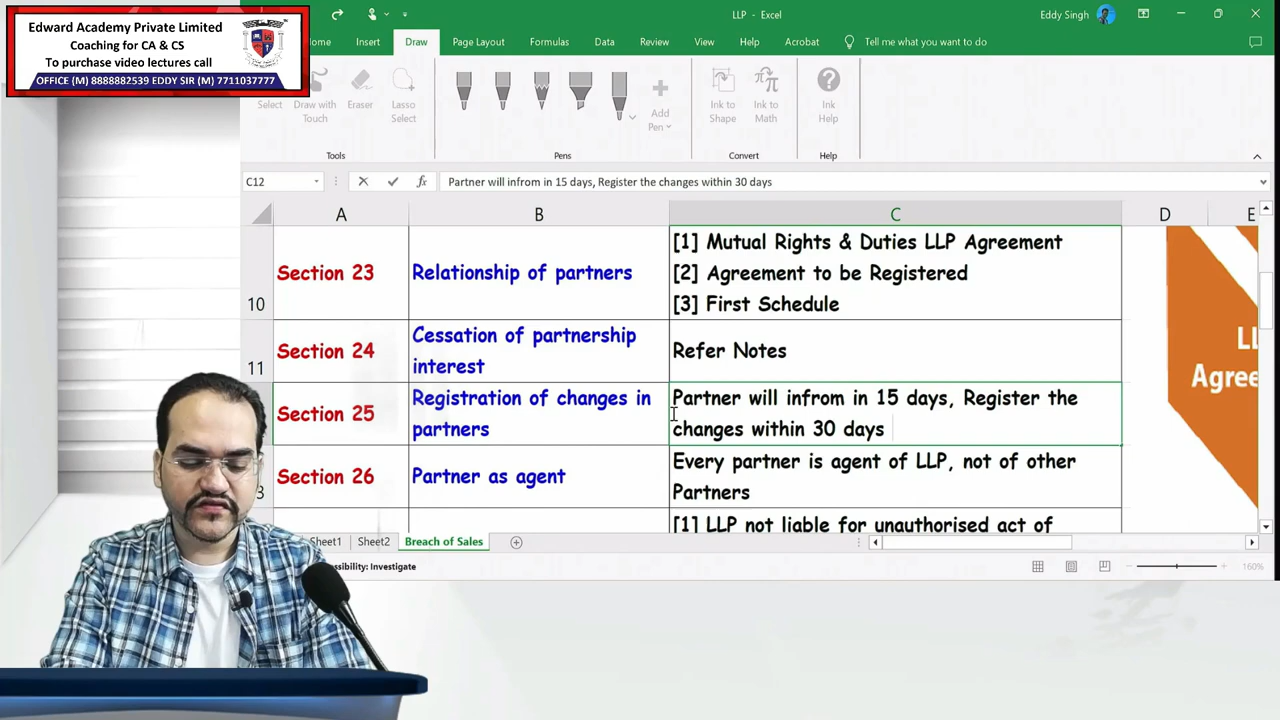 Edward Academy Private Limited
Coaching for CA & CS
To purchase video lectures call
OFFICE (M) 8888882539 EDDY SIR (M) 7711037777
LLP - Excel
Eddy Singh
Home Insert Draw Page Layout Formulas Data Review View Acrobat Tell me what you want to do
Select
Draw with Touch
Eraser
Lasso Select
Add Pen
Ink to Shape
Ink to Math
Ink Help
Tools Pens Convert Help
C12 fx Partner will infrom in 15 days, Register the changes within 30 days
A B C D E
10 Section 23 Relationship of partners
[1] Mutual Rights & Duties LLP Agreement
[2] Agreement to be Registered
[3] First Schedule
11 Section 24 Cessation of partnership interest Refer Notes
Section 25 Registration of changes in partners
Partner will infrom in 15 days, Register the
changes within 30 days
3 Section 26 Partner as agent
Every partner is agent of LLP, not of other
Partners
[1] LLP not liable for unauthorised act of
LL
Agree
Sheet1 Sheet2 Breach of Sales
ssibility: Investigate
160%